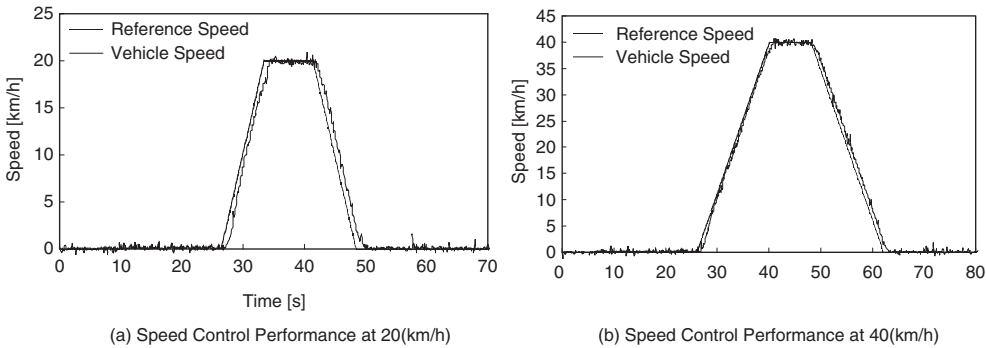 25
20
15
10
5
0
Speed [km/h]
Reference Speed
Vehicle Speed
0 10 20 30 40 50 60 70
Time [s]
(a) Speed Control Performance at 20(km/h)
45
40
35
30
25
20
15
10
5
0
Speed [km/h]
Reference Speed
Vehicle Speed
0 10 20 30 40 50 60 70 80
(b) Speed Control Performance at 40(km/h)